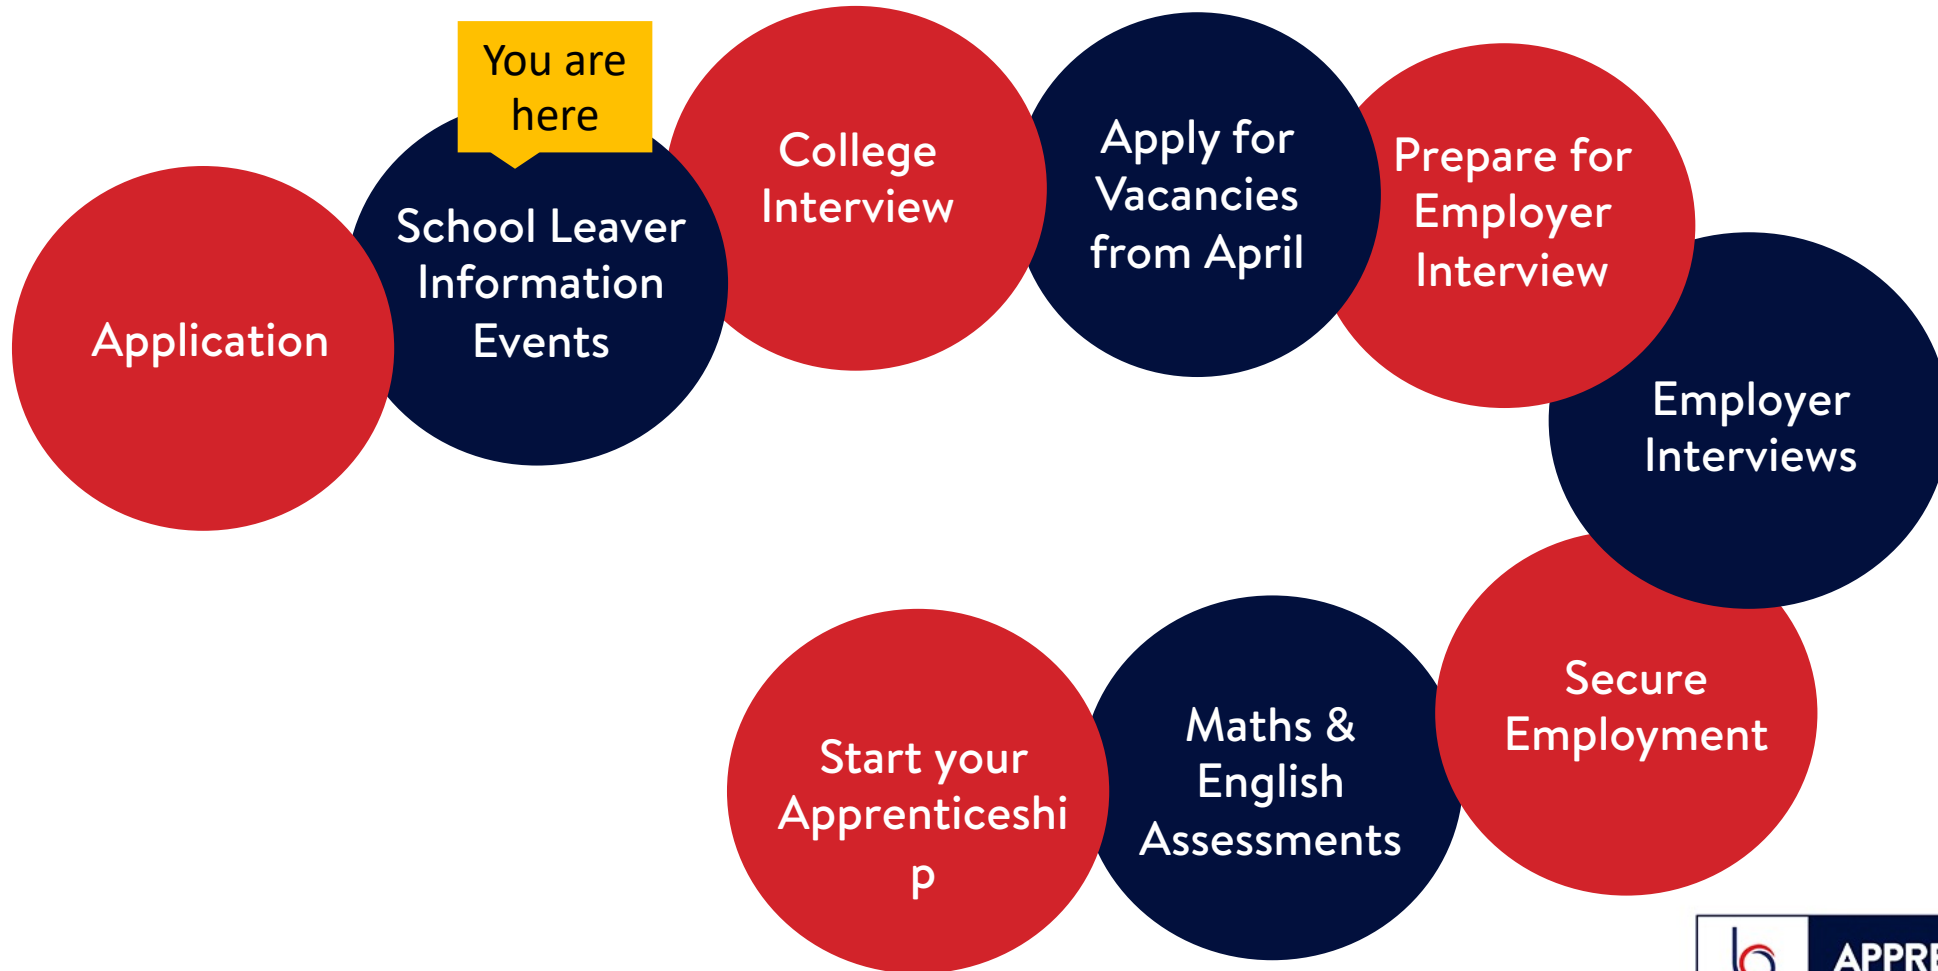 You are
here
Application
School Leaver
Information
Events
College
Interview
Apply for
Vacancies
from April
Prepare for
Employer
Interview
Employer
Interviews
Secure
Employment
Maths &
English
Assessments
Start your
Apprenticeshi
p